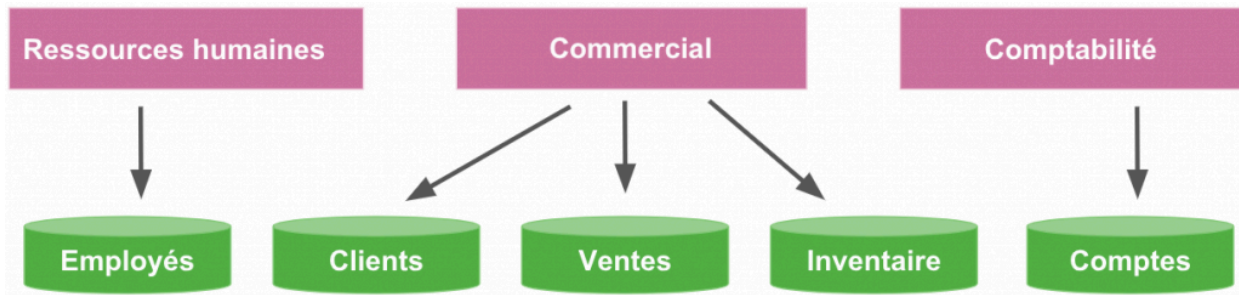 Ressources humaines
Commercial
Comptabilité
Employés
Clients
Ventes
Inventaire
Comptes